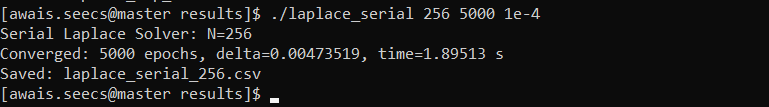 [awais.seecs@master results]$ ./laplace_serial 256 5000 1e-4
Serial Laplace Solver: N=256
Converged: 5000 epochs, delta=0.00473519, time=1.89513 s
Saved: laplace_serial_256.csv
[awais.seecs@master results]$